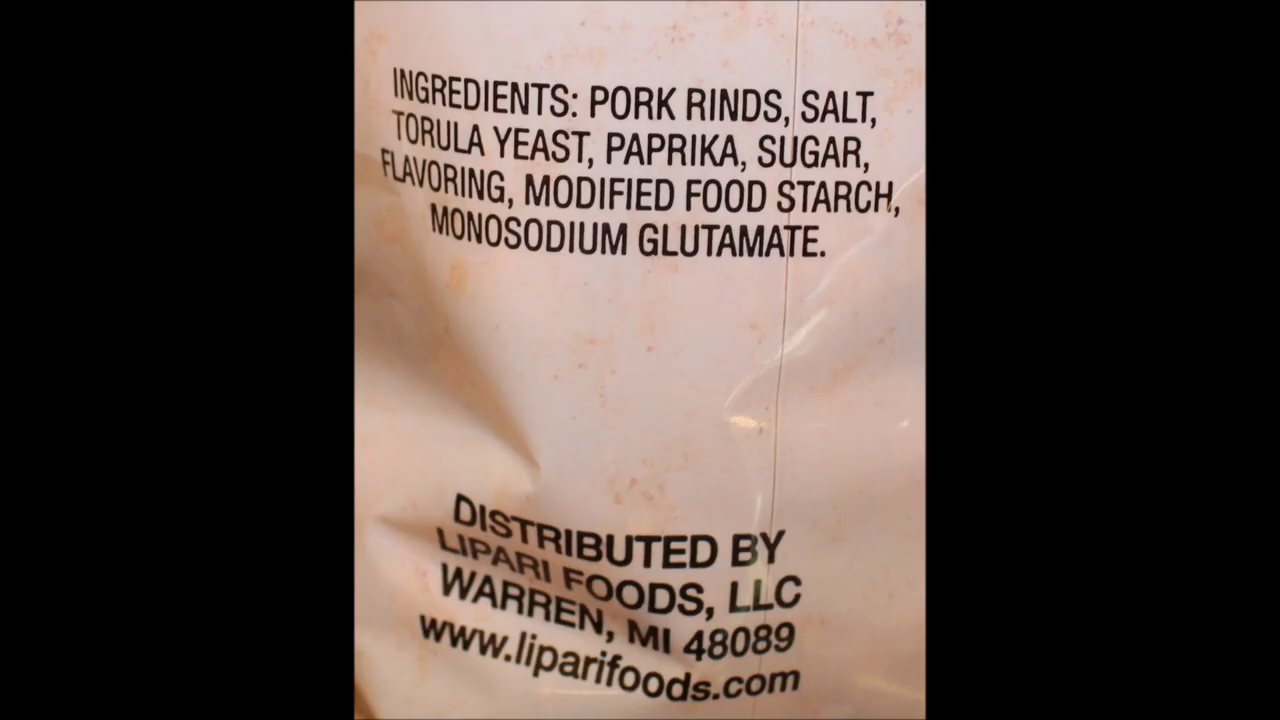 INGREDIENTS: PORK RINDS, SALT,
TORULA YEAST, PAPRIKA, SUGAR,
FLAVORING, MODIFIED FOOD STARCH,
MONOSODIUM GLUTAMATE.
DISTRIBUTED BY
LIPARI FOODS, LLC
WARREN, MI 48089
www.liparifoods.com